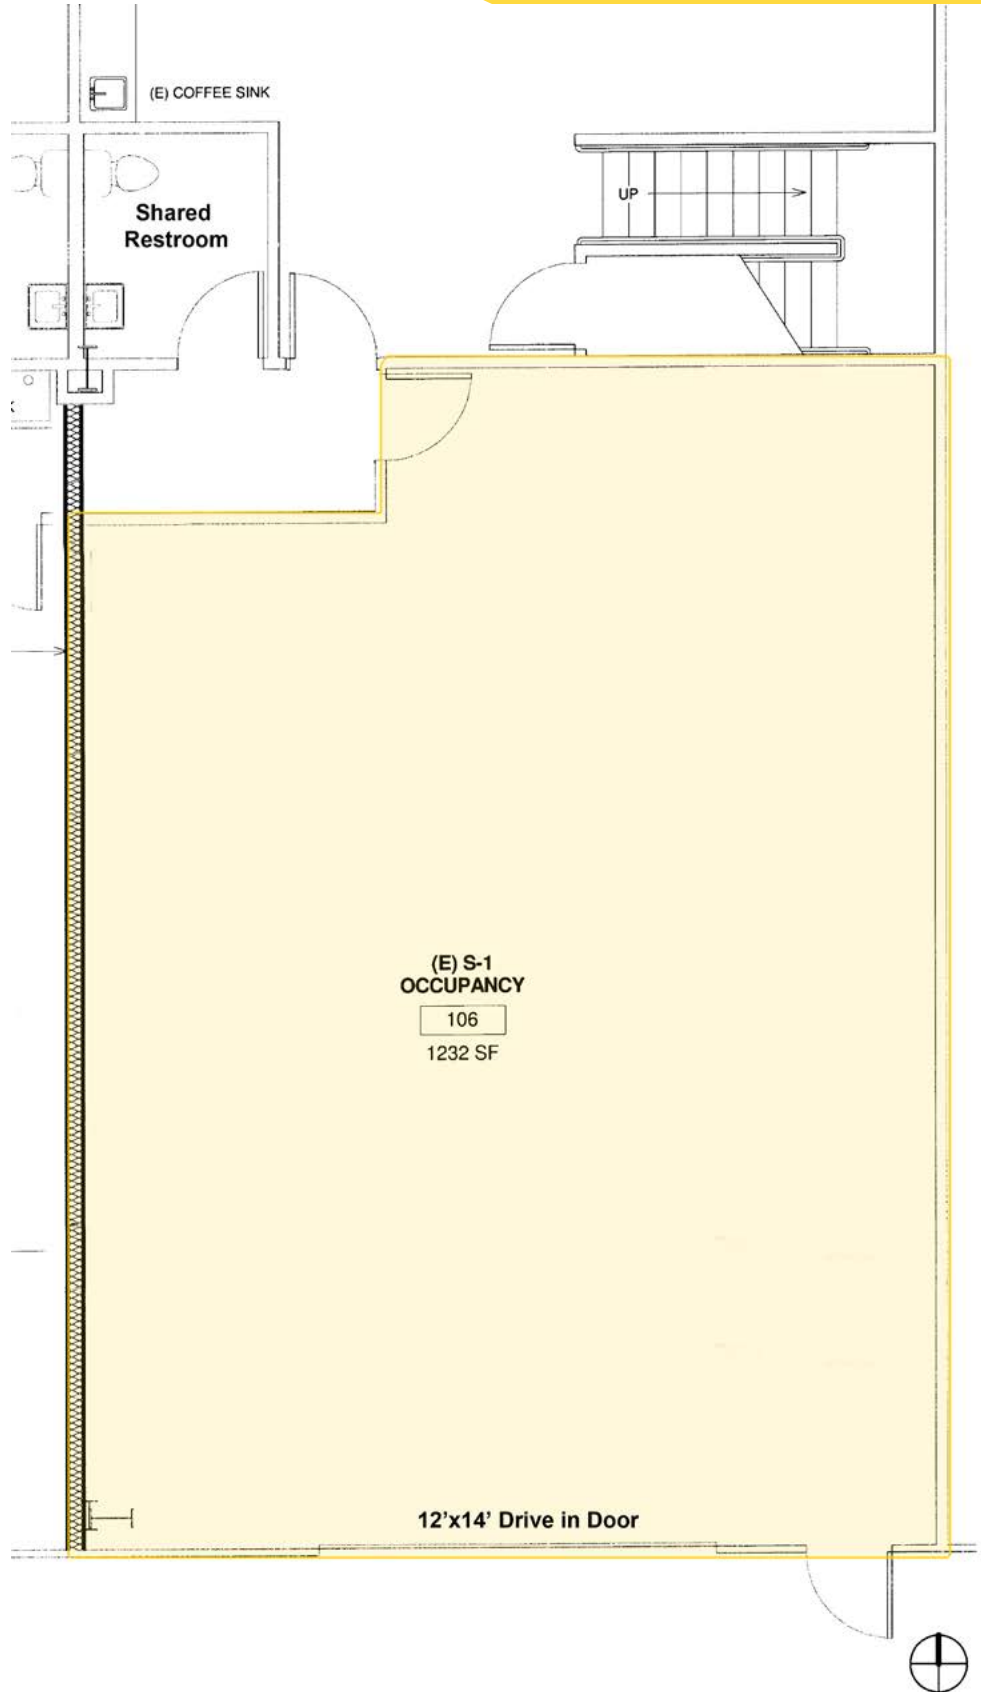 (E) COFFEE SINK
UP
Shared
Restroom
(E) S-1
OCCUPANCY
106
1232 SF
12’x14’ Drive in Door